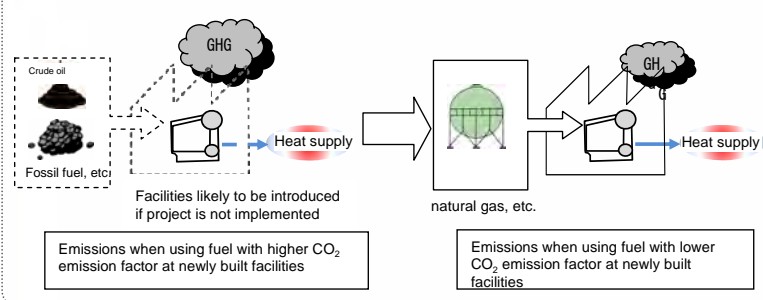 GHG
Crude oil
Fossil fuel, etc
Heat supply
Facilities likely to be introduced
if project is not implemented
Emissions when using fuel with higher CO₂
emission factor at newly built facilities
GH
G
Heat supply
natural gas, etc.
Emissions when using fuel with lower
CO₂ emission factor at newly built
facilities